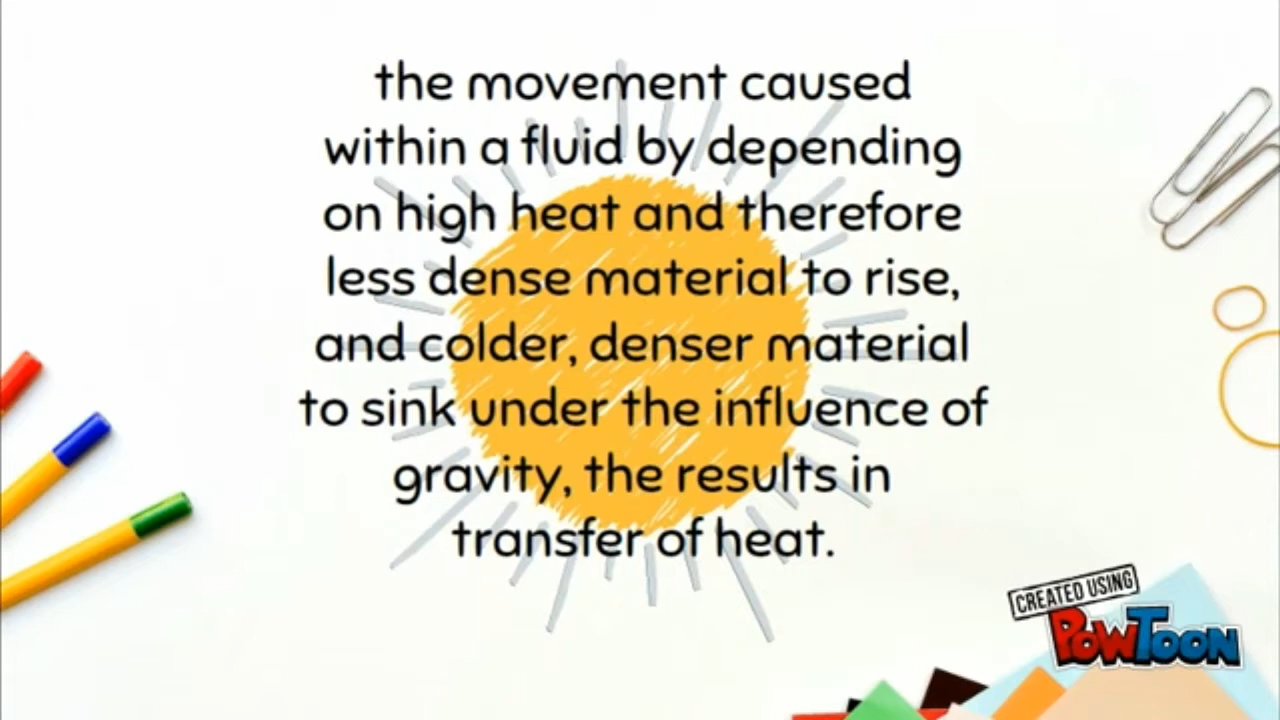 the movement caused
within a fluid by depending
on high heat and therefore
less dense material to rise,
and colder, denser material
to sink under the influence of
gravity, the results in
transfer of heat.
CREATED USING
POWTOON